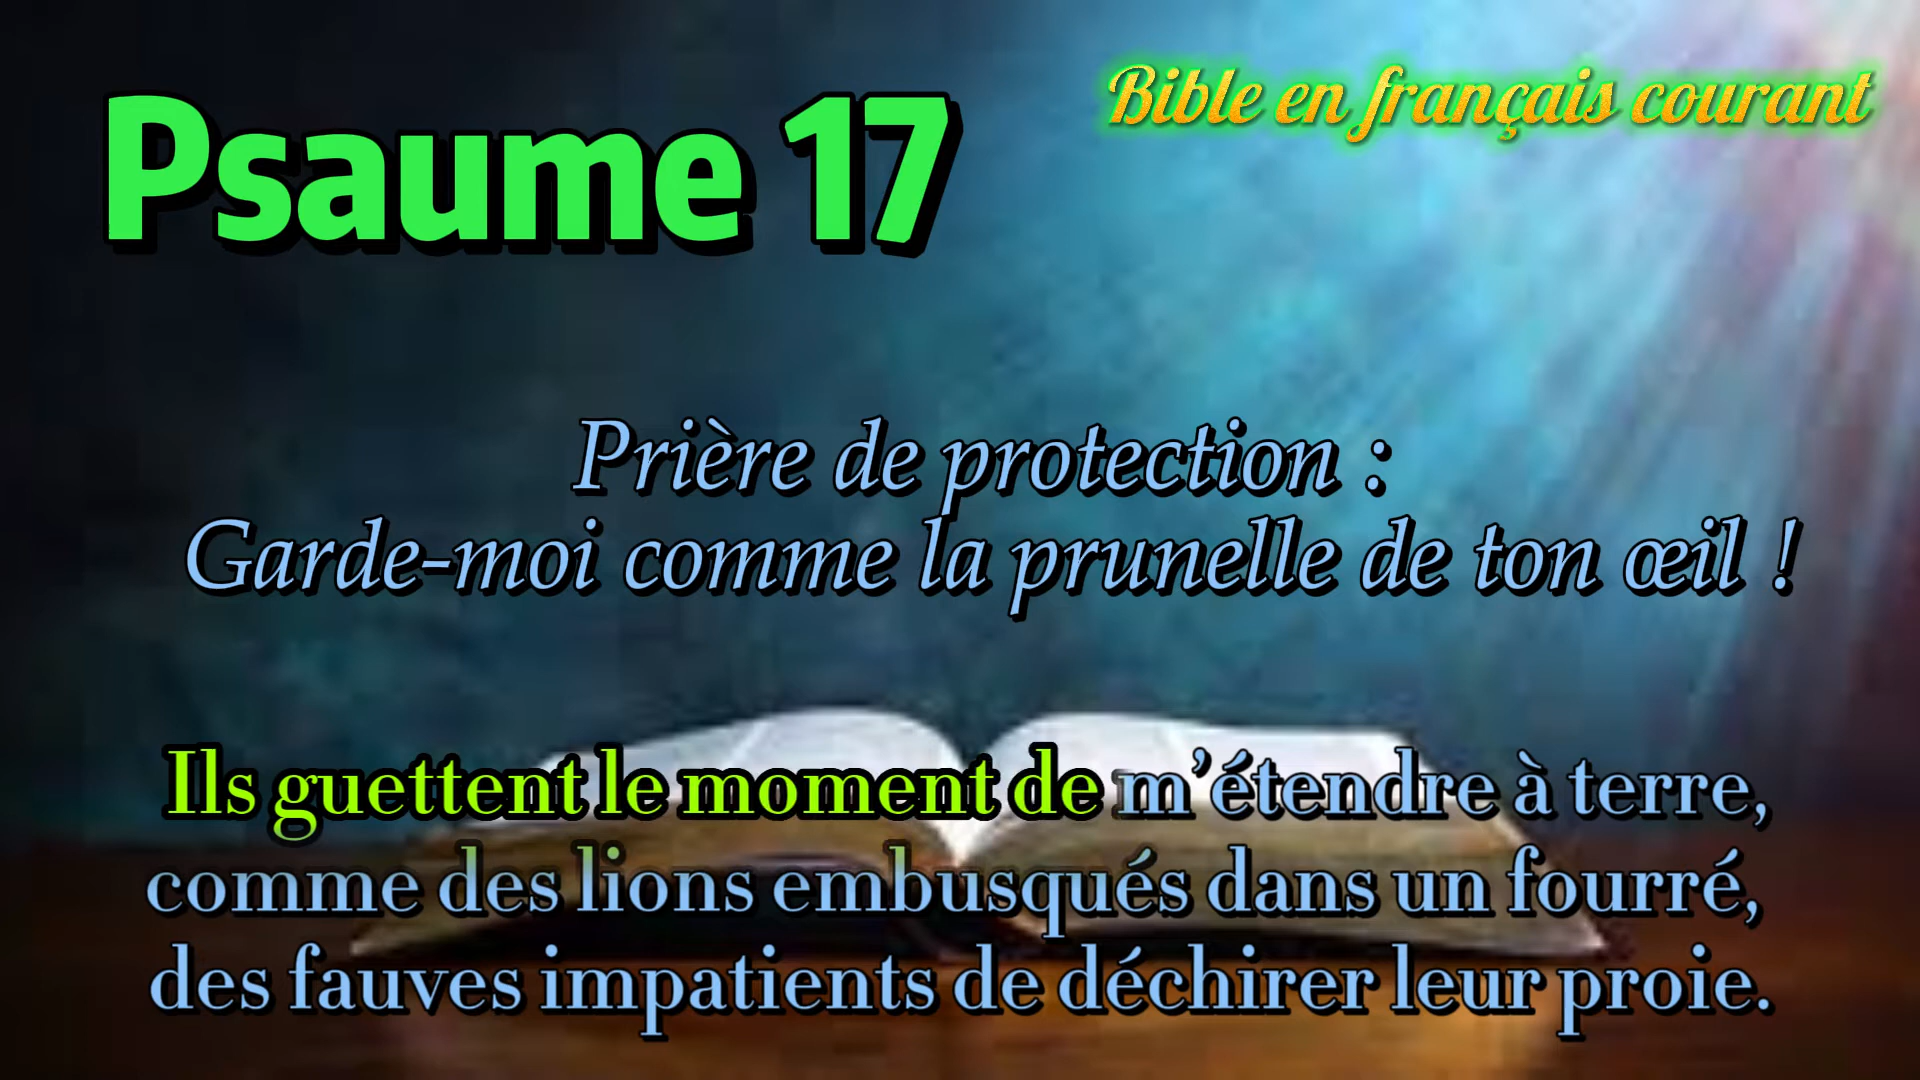 Psaume 17
Bible en français courant
Prière de protection :
Garde-moi comme la prunelle de ton œil !
Ils guettent le moment de m’étendre à terre,
comme des lions embusqués dans un fourré,
des fauves impatients de déchirer leur proie.